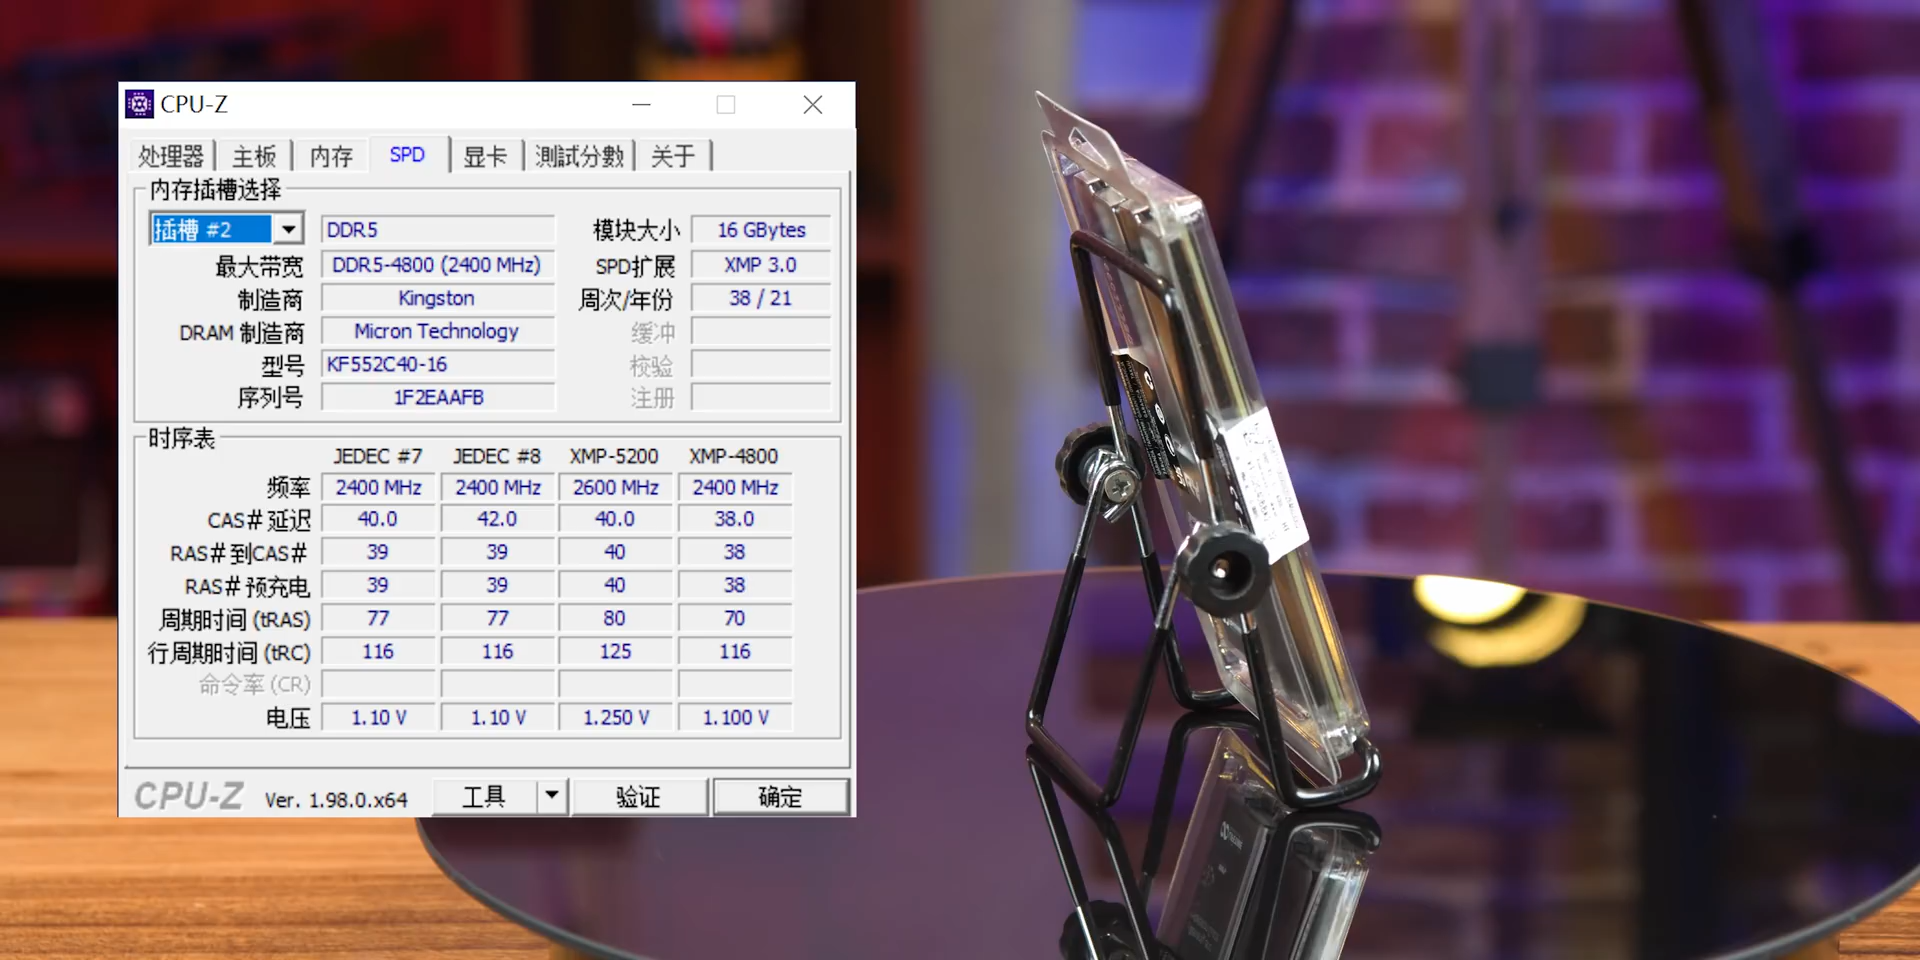 CPU-Z
处理器 主板 内存 SPD 显卡 測試分數 关于
内存插槽选择
插槽 #2 DDR5 模块大小 16 GBytes
最大带宽 DDR5-4800 (2400 MHz) SPD扩展 XMP 3.0
制造商 Kingston 周次/年份 38 / 21
DRAM 制造商 Micron Technology 缓冲
型号 KF552C40-16 校验
序列号 1F2EAAFB 注册
时序表
JEDEC #7 JEDEC #8 XMP-5200 XMP-4800
频率 2400 MHz 2400 MHz 2600 MHz 2400 MHz
CAS# 延迟 40.0 42.0 40.0 38.0
RAS# 到CAS# 39 39 40 38
RAS# 预充电 39 39 40 38
周期时间 (tRAS) 77 77 80 70
行周期时间 (tRC) 116 116 125 116
命令率 (CR)
电压 1.10 V 1.10 V 1.250 V 1.100 V
CPU-Z Ver. 1.98.0.x64 工具 验证 确定